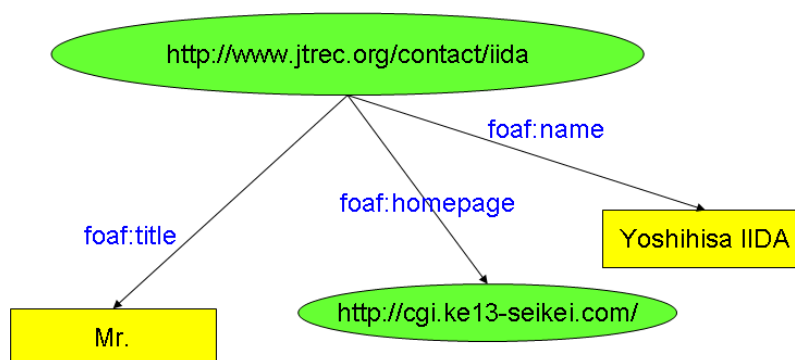 http://www.jtrec.org/contact/iida
foaf:name
foaf:homepage
foaf:title
Yoshihisa IIDA
http://cgi.ke13-seikei.com/
Mr.